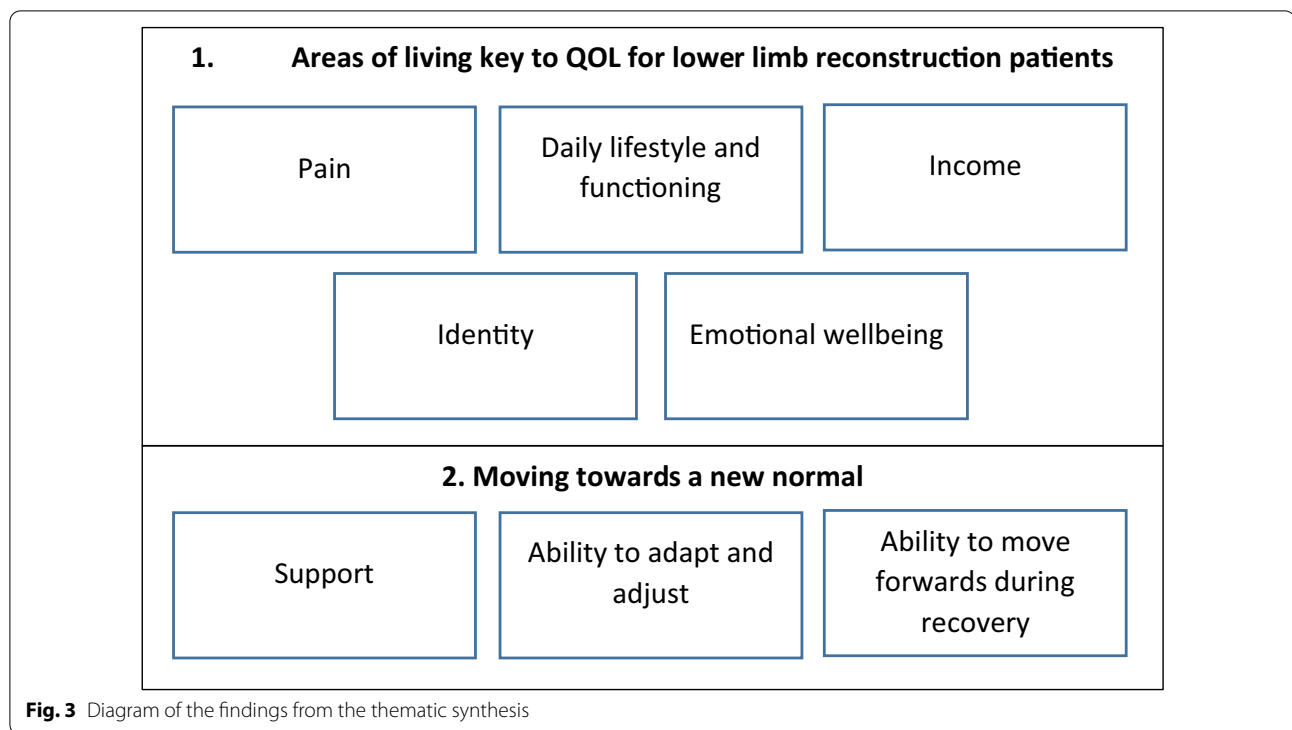 1. Areas of living key to QOL for lower limb reconstruction patients
Pain
Daily lifestyle and
functioning
Income
Identity
Emotional wellbeing
2. Moving towards a new normal
Support
Ability to adapt and
adjust
Ability to move
forwards during
recovery
Fig. 3 Diagram of the findings from the thematic synthesis